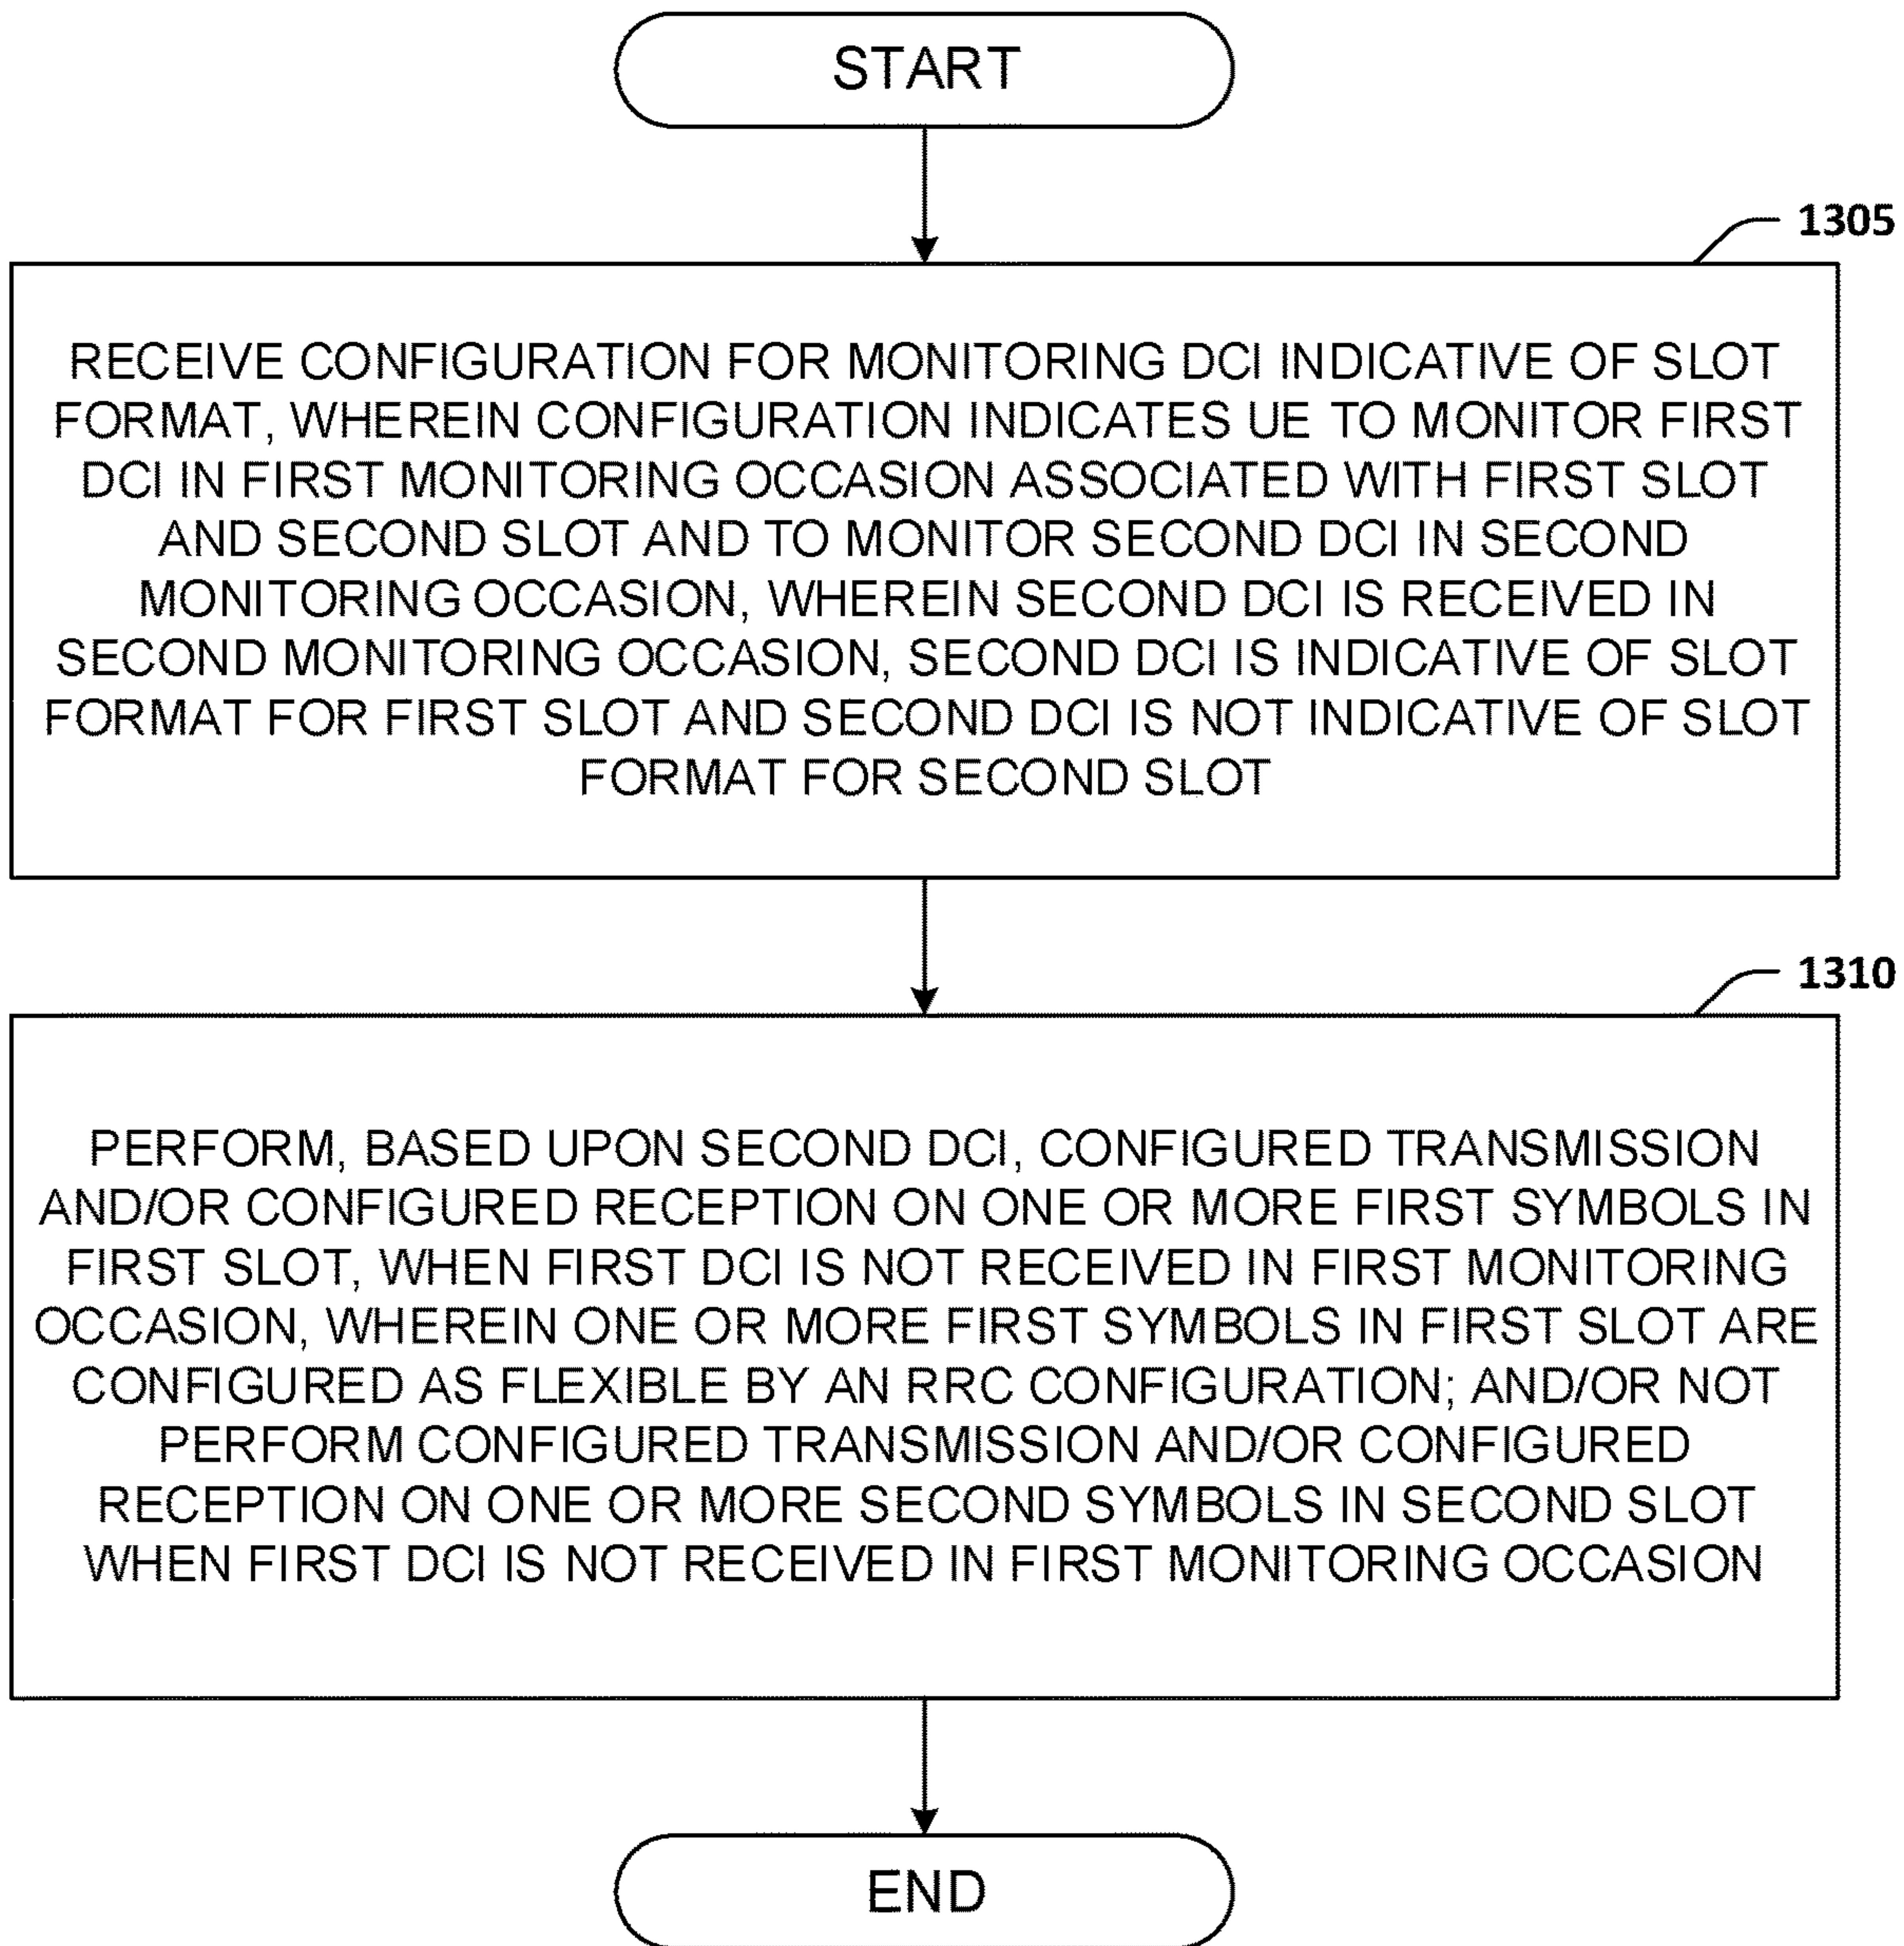 START
1305
RECEIVE CONFIGURATION FOR MONITORING DCI INDICATIVE OF SLOT
FORMAT, WHEREIN CONFIGURATION INDICATES UE TO MONITOR FIRST
DCI IN FIRST MONITORING OCCASION ASSOCIATED WITH FIRST SLOT
AND SECOND SLOT AND TO MONITOR SECOND DCI IN SECOND
MONITORING OCCASION, WHEREIN SECOND DCI IS RECEIVED IN
SECOND MONITORING OCCASION, SECOND DCI IS INDICATIVE OF SLOT
FORMAT FOR FIRST SLOT AND SECOND DCI IS NOT INDICATIVE OF SLOT
FORMAT FOR SECOND SLOT
1310
PERFORM, BASED UPON SECOND DCI, CONFIGURED TRANSMISSION
AND/OR CONFIGURED RECEPTION ON ONE OR MORE FIRST SYMBOLS IN
FIRST SLOT, WHEN FIRST DCI IS NOT RECEIVED IN FIRST MONITORING
OCCASION, WHEREIN ONE OR MORE FIRST SYMBOLS IN FIRST SLOT ARE
CONFIGURED AS FLEXIBLE BY AN RRC CONFIGURATION; AND/OR NOT
PERFORM CONFIGURED TRANSMISSION AND/OR CONFIGURED
RECEPTION ON ONE OR MORE SECOND SYMBOLS IN SECOND SLOT
WHEN FIRST DCI IS NOT RECEIVED IN FIRST MONITORING OCCASION
END